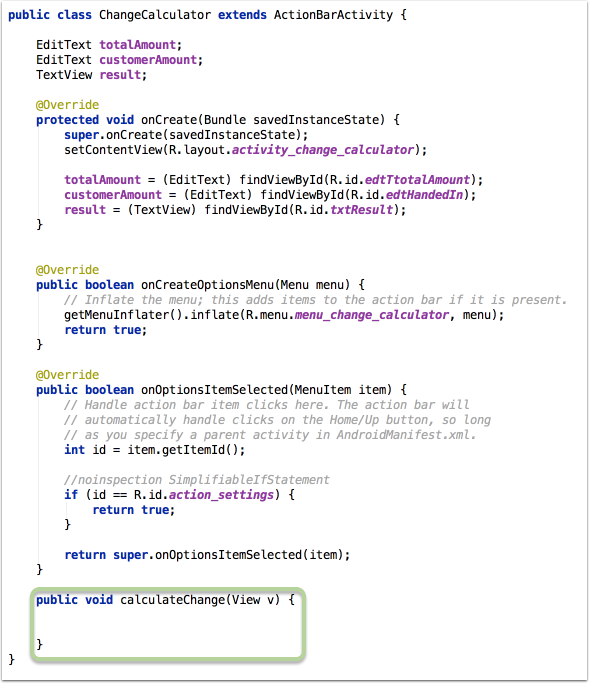 public class ChangeCalculator extends ActionBarActivity {
EditText totalAmount;
EditText customerAmount;
TextView result;
@Override
protected void onCreate(Bundle savedInstanceState) {
super.onCreate(savedInstanceState);
setContentView(R.layout.activity_change_calculator);
totalAmount = (EditText) findViewById(R.id.edtTtotalAmount);
customerAmount = (EditText) findViewById(R.id.edtHandedIn);
result = (TextView) findViewById(R.id.txtResult);
}
@Override
public boolean onCreateOptionsMenu(Menu menu) {
// Inflate the menu; this adds items to the action bar if it is present.
getMenuInflater().inflate(R.menu.menu_change_calculator, menu);
return true;
}
@Override
public boolean onOptionsItemSelected(MenuItem item) {
// Handle action bar item clicks here. The action bar will
// automatically handle clicks on the Home/Up button, so long
// as you specify a parent activity in AndroidManifest.xml.
int id = item.getItemId();
//noinspection SimplifiableIfStatement
if (id == R.id.action_settings) {
return true;
}
return super.onOptionsItemSelected(item);
}
public void calculateChange(View v) {
}
}